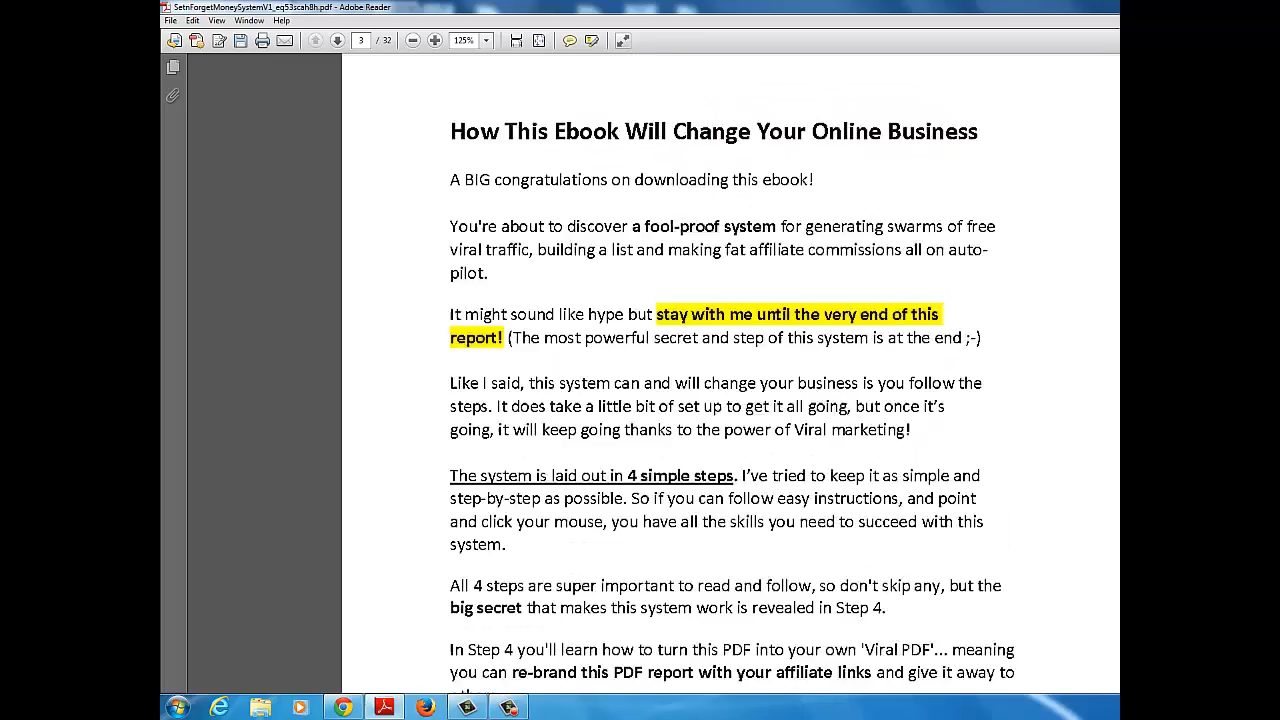 SetnForgetMoneySystemV1_eq53scah8h.pdf - Adobe Reader
File Edit View Window Help
3 / 32 125%
How This Ebook Will Change Your Online Business
A BIG congratulations on downloading this ebook!
You're about to discover a fool-proof system for generating swarms of free
viral traffic, building a list and making fat affiliate commissions all on auto-
pilot.
It might sound like hype but stay with me until the very end of this
report! (The most powerful secret and step of this system is at the end ;-)
Like I said, this system can and will change your business is you follow the
steps. It does take a little bit of set up to get it all going, but once it's
going, it will keep going thanks to the power of Viral marketing!
The system is laid out in 4 simple steps. I've tried to keep it as simple and
step-by-step as possible. So if you can follow easy instructions, and point
and click your mouse, you have all the skills you need to succeed with this
system.
All 4 steps are super important to read and follow, so don't skip any, but the
big secret that makes this system work is revealed in Step 4.
In Step 4 you'll learn how to turn this PDF into your own 'Viral PDF'... meaning
you can re-brand this PDF report with your affiliate links and give it away to